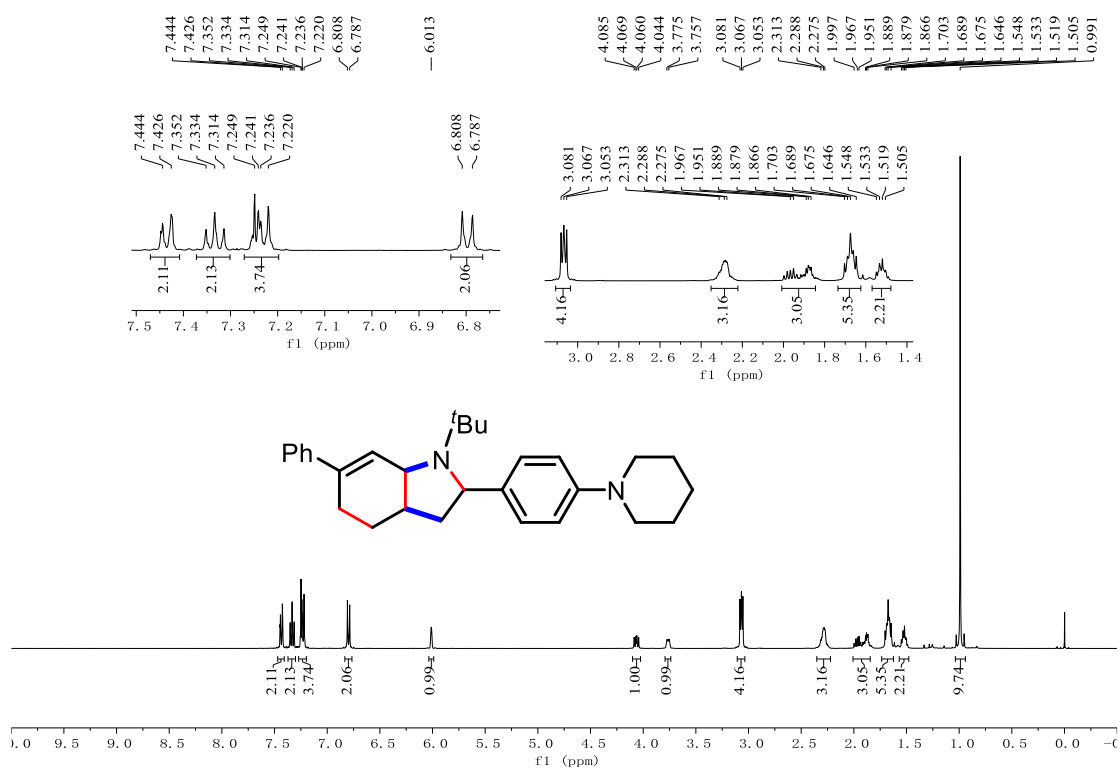 7.444 7.426 7.352 7.334 7.314 7.249 7.241 7.236 7.220 6.808 6.787 6.013 4.085 4.069 4.060 4.044 3.775 3.757 3.081 3.067 3.053 2.313 2.288 2.275 1.997 1.967 1.951 1.889 1.879 1.866 1.703 1.689 1.675 1.646 1.548 1.533 1.519 1.505 0.991
7.444 7.426 7.352 7.334 7.314 7.249 7.241 7.236 7.220 6.808 6.787
2.11 2.13 3.74 2.06
7.5 7.4 7.3 7.2 7.1 7.0 6.9 6.8
f1 (ppm)
3.081 3.067 3.053 2.313 2.288 2.275 1.967 1.951 1.889 1.879 1.866 1.703 1.689 1.675 1.646 1.548 1.533 1.519 1.505
4.16 3.16 3.05 5.35 2.21
3.0 2.8 2.6 2.4 2.2 2.0 1.8 1.6 1.4
f1 (ppm)
tBu
Ph
N
N
2.11 2.13 3.74 2.06 0.99 1.00 0.99 4.16 3.16 3.05 5.35 2.21 9.74
9.5 9.0 8.5 8.0 7.5 7.0 6.5 6.0 5.5 5.0 4.5 4.0 3.5 3.0 2.5 2.0 1.5 1.0 0.5 0.0
f1 (ppm)